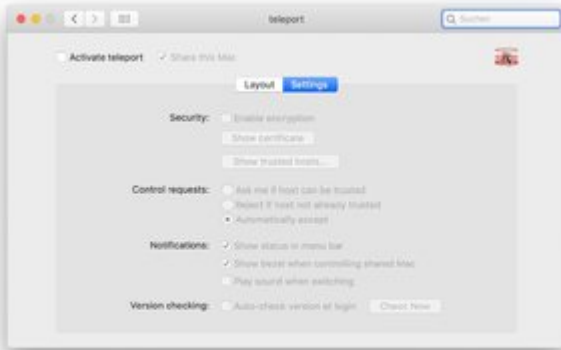 teleport
Suchen
Activate teleport Share this Mac
Layout Settings
Security: Enable encryption
Show certificate
Show trusted hosts...
Control requests: Ask me if host can be trusted
Reject if host not already trusted
Automatically accept
Notifications: Show status in menu bar
Show bezel when controlling shared Mac
Play sound when switching
Version checking: Auto-check version at login Check Now